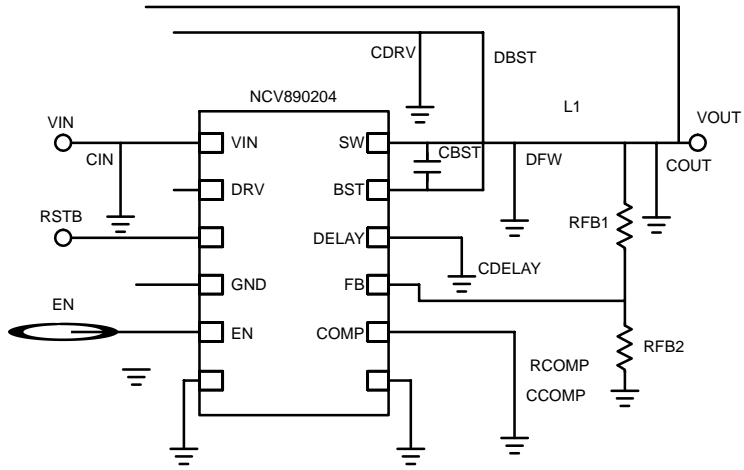 CDRV
DBST
NCV890204
L1
VIN
VOUT
VIN
SW
CBST
CIN
DFW
COUT
DRV
BST
RSTB
RFB1
DELAY
CDELAY
GND
FB
EN
EN
COMP
RFB2
RCOMP
CCOMP